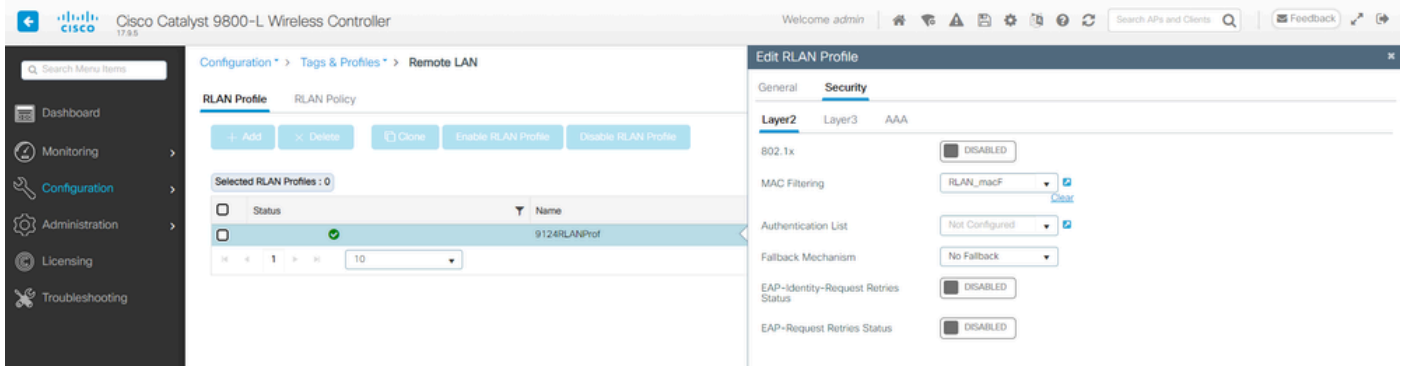 CISCO
Cisco Catalyst 9800-L Wireless Controller
17.9.5
Welcome admin
Search APs and Clients
Feedback
Search Menu Items
Dashboard
Monitoring
Configuration
Administration
Licensing
Troubleshooting
Configuration > Tags & Profiles > Remote LAN
RLAN Profile RLAN Policy
+ Add × Delete Clone Enable RLAN Profile Disable RLAN Profile
Selected RLAN Profiles : 0
Status Name
9124RLANProf
1 10
Edit RLAN Profile
General Security
Layer2 Layer3 AAA
802.1x DISABLED
MAC Filtering RLAN_macF
Clear
Authentication List Not Configured
Fallback Mechanism No Fallback
EAP-Identity-Request Retries
Status DISABLED
EAP-Request Retries Status DISABLED